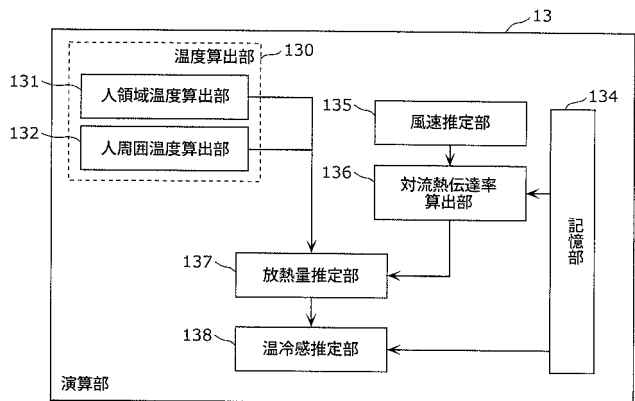 13
温度算出部
130
131
人領域温度算出部
132
人周囲温度算出部
134
135
風速推定部
136
対流熱伝達率
算出部
記憶部
137
放熱量推定部
138
温冷感推定部
演算部